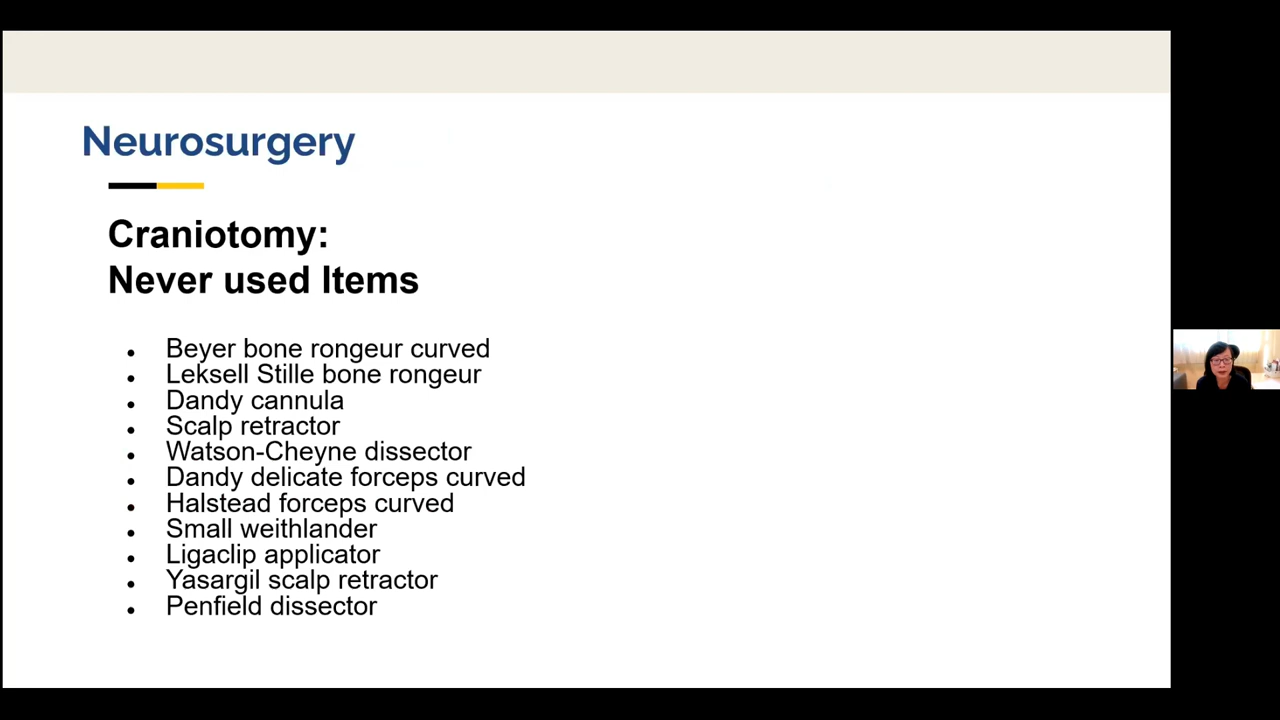 Neurosurgery
Craniotomy:
Never used Items
Beyer bone rongeur curved
Leksell Stille bone rongeur
Dandy cannula
Scalp retractor
Watson-Cheyne dissector
Dandy delicate forceps curved
Halstead forceps curved
Small weithlander
Ligaclip applicator
Yasargil scalp retractor
Penfield dissector